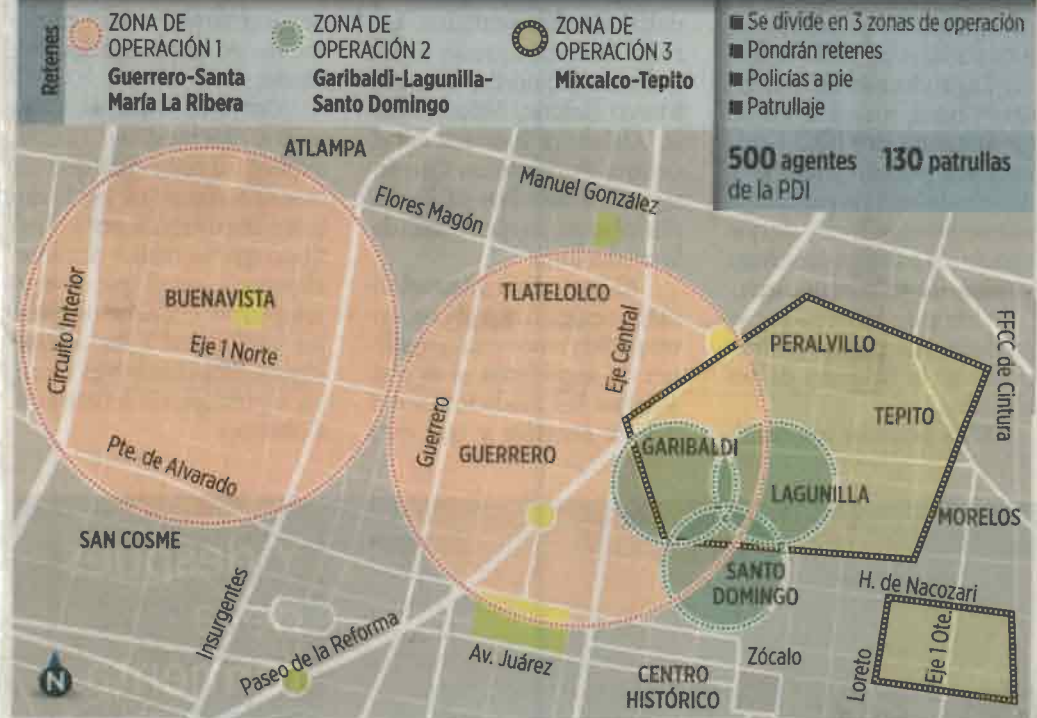 Retenes
ZONA DE
OPERACIÓN 1
Guerrero-Santa
María La Ribera
ZONA DE
OPERACIÓN 2
Garibaldi-Lagunilla-
Santo Domingo
ZONA DE
OPERACIÓN 3
Mixcalco-Tepito
Se divide en 3 zonas de operación
Pondrán retenes
Policías a pie
Patrullaje
500 agentes
de la PDI
130 patrullas
ATLAMPA
Manuel González
Flores Magón
Circuito Interior
BUENAVISTA
TLATELOLCO
Eje 1 Norte
Eje Central
PERALVILLO
FFCC de Cintura
TEPITO
Guerrero
GUERRERO
GARIBALDI
Pte. de Alvarado
LAGUNILLA
MORELOS
SAN COSME
SANTO
DOMINGO
H. de Nacozari
Insurgentes
Paseo de la Reforma
Av. Juárez
Zócalo
CENTRO
HISTÓRICO
Loreto
Eje 1 Ote.
N